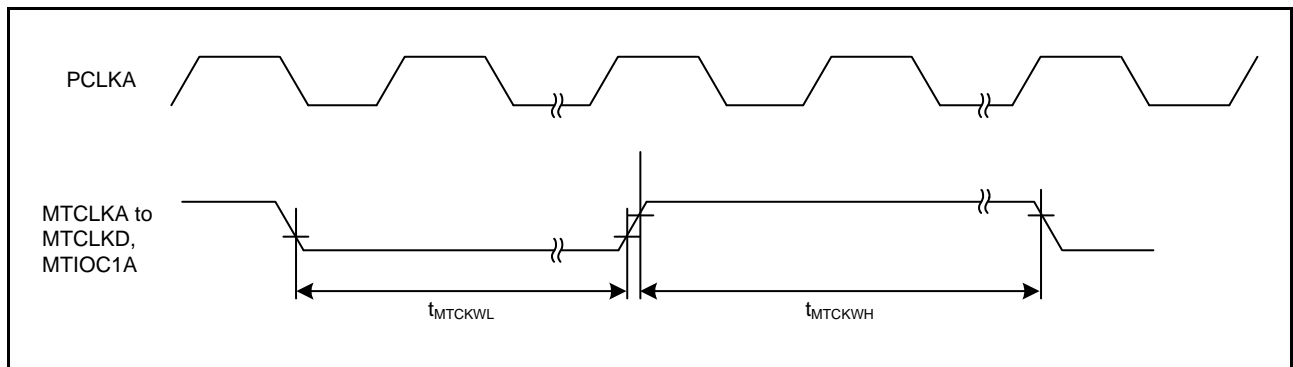 PCLKA
MTCLKA to
MTCLKD,
MTIOC1A
tMTCKWL
tMTCKWH